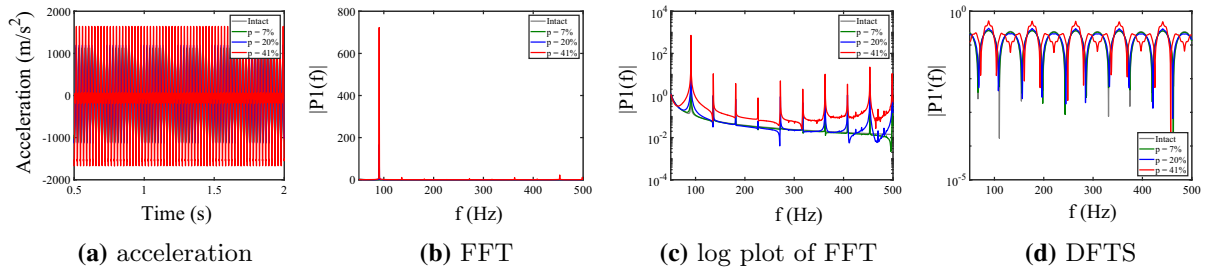 Acceleration (m/s²)
2000
1000
0
-1000
-2000
0.5 1 1.5 2
Time (s)
Intact
p = 7%
p = 20%
p = 41%
(a) acceleration
|P1(f)|
800
600
400
200
0
100 200 300 400 500
f (Hz)
Intact
p = 7%
p = 20%
p = 41%
(b) FFT
|P1(f)|
10⁴
10²
10⁰
10⁻²
10⁻⁴
100 200 300 400 500
f (Hz)
Intact
p = 7%
p = 20%
p = 41%
(c) log plot of FFT
|P1'(f)|
10⁰
10⁻⁵
100 200 300 400 500
f (Hz)
Intact
p = 7%
p = 20%
p = 41%
(d) DFTS